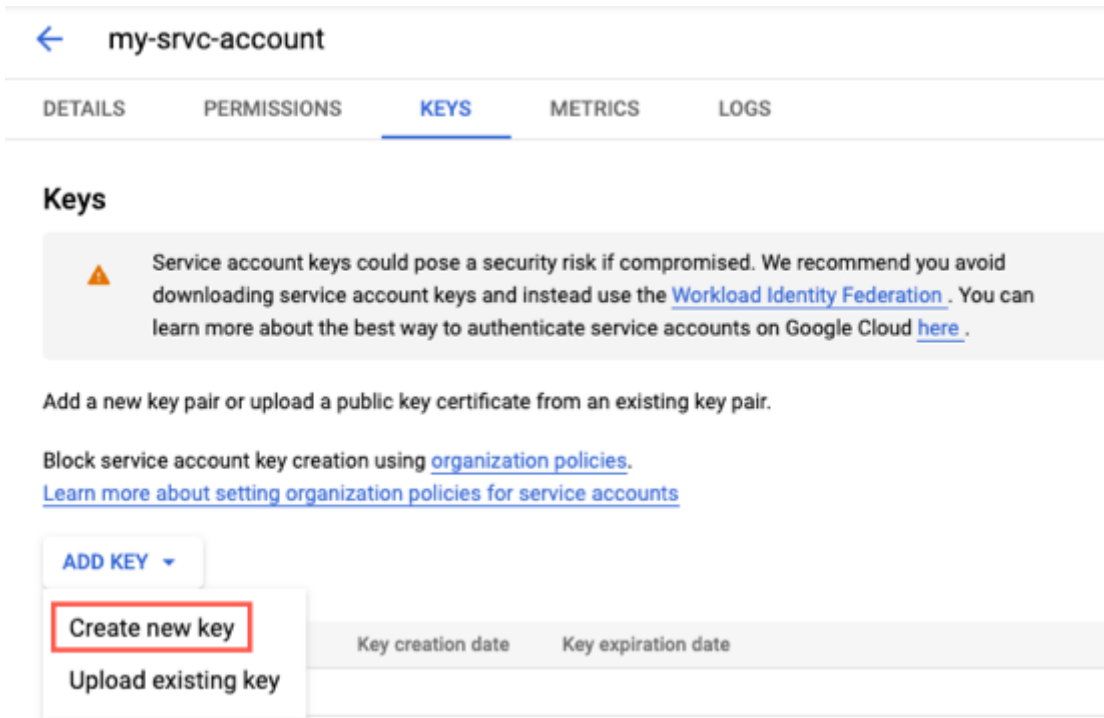 my-srvc-account
DETAILS PERMISSIONS KEYS METRICS LOGS
Keys
Service account keys could pose a security risk if compromised. We recommend you avoid
downloading service account keys and instead use the Workload Identity Federation . You can
learn more about the best way to authenticate service accounts on Google Cloud here .
Add a new key pair or upload a public key certificate from an existing key pair.
Block service account key creation using organization policies.
Learn more about setting organization policies for service accounts
ADD KEY
Create new key
Key creation date Key expiration date
Upload existing key